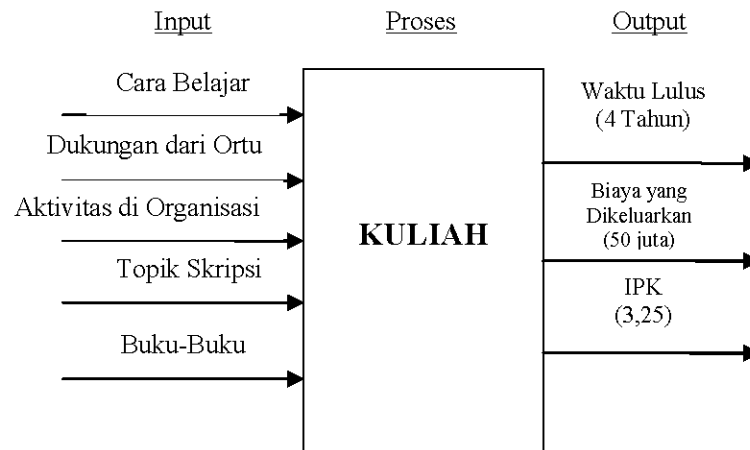 Input
Proses
Output
Cara Belajar
Dukungan dari Ortu
Aktivitas di Organisasi
Topik Skripsi
Buku-Buku
KULIAH
Waktu Lulus
(4 Tahun)
Biaya yang
Dikeluarkan
(50 juta)
IPK
(3,25)